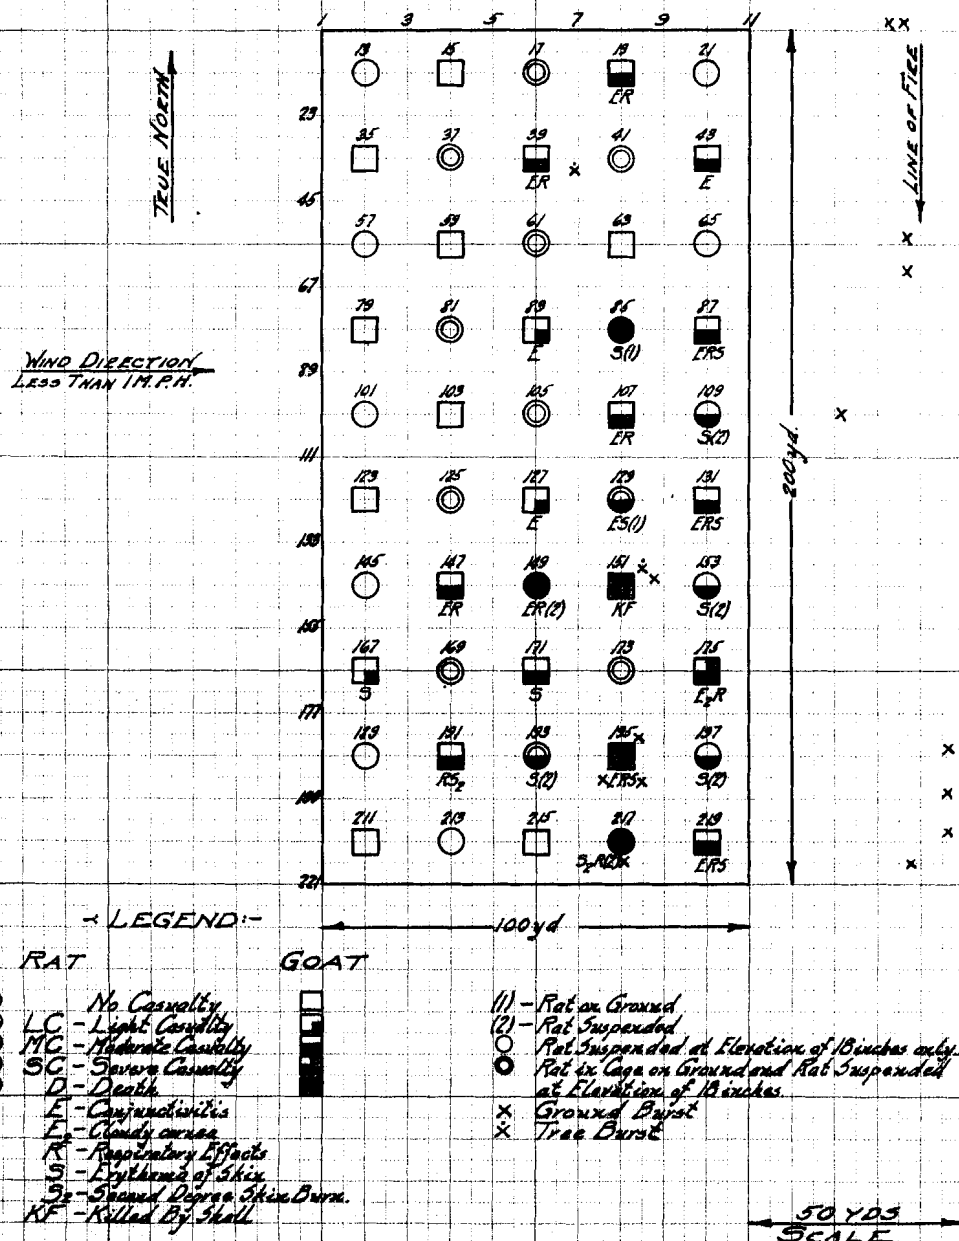 1 3 5 7 9 11
xx
TRUE NORTH
LINE OF FIRE
13 15 17 19 21
ER
23
35 37 39 41 43
ER E
45
57 59 61 63 65
67
79 81 83 85 87
E S(1) ERS
WIND DIRECTION
LESS THAN 1 M.P.H.
89
101 103 105 107 109
ER S(2)
111
200 yd.
123 125 127 129 131
E ES(1) ERS
133
145 147 149 151 153
ER ER(2) KF S(2)
155
167 169 171 173 175
S S E₂R
177
189 191 193 195 197
RS₂ S(2) xERSx S(2)
199
211 213 215 217 219
S₂R(2)x ERS
221
- LEGEND:-
100 yd
RAT GOAT
No Casualty
LC - Light Casualty
MC - Moderate Casualty
SC - Severe Casualty
D - Death
E - Conjunctivitis
E₂ - Cloudy cornea
R - Respiratory Effects
S - Erythema of Skin
S₂ - Second Degree Skin Burn.
KF - Killed By Shell
(1) - Rat on Ground
(2) - Rat Suspended
Rat Suspended at Elevation of 18 inches only.
Rat in Cage on Ground and Rat Suspended
at Elevation of 18 inches.
x Ground Burst
ẋ Tree Burst
50 YDS
SCALE